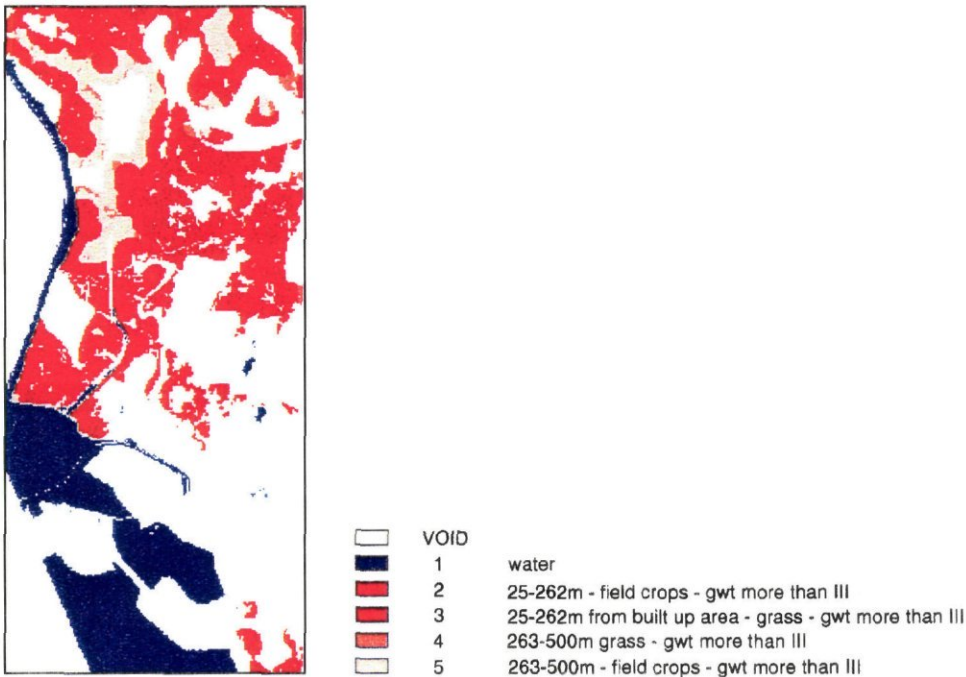 VOID
1 water
2 25-262m - field crops - gwt more than III
3 25-262m from built up area - grass - gwt more than III
4 263-500m grass - gwt more than III
5 263-500m - field crops - gwt more than III